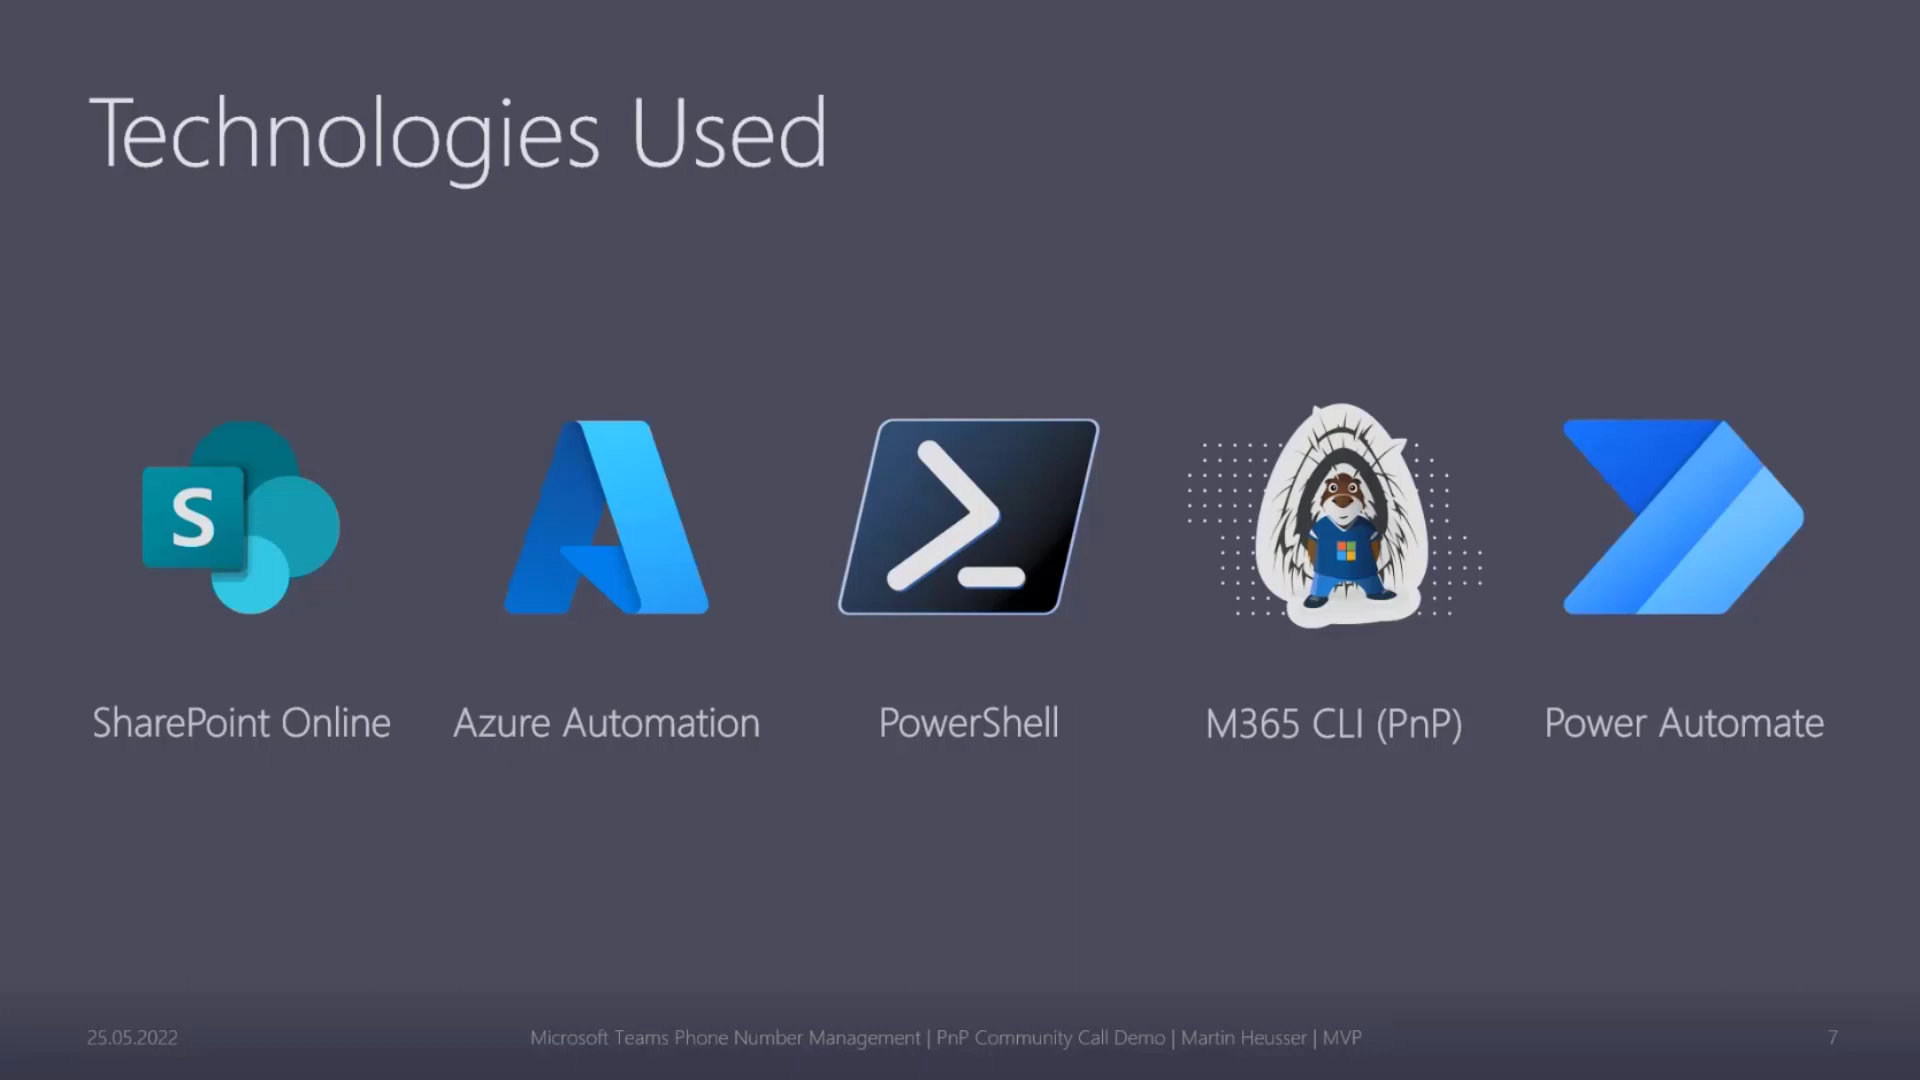 Technologies Used
S
SharePoint Online
Azure Automation
PowerShell
M365 CLI (PnP)
Power Automate
25.05.2022
Microsoft Teams Phone Number Management | PnP Community Call Demo | Martin Heusser | MVP
7